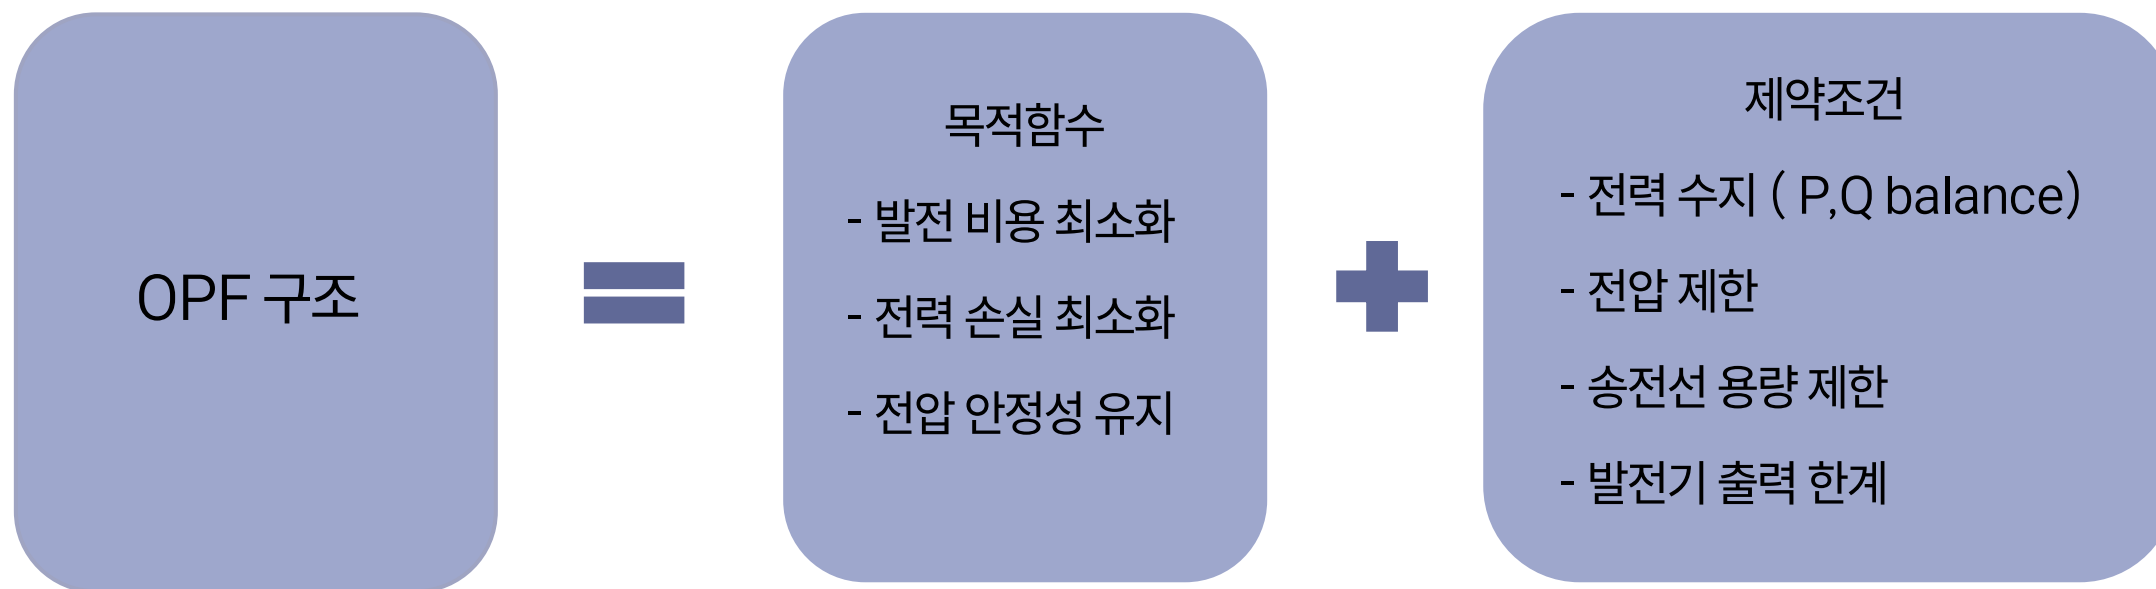 OPF 구조
목적함수
- 발전 비용 최소화
- 전력 손실 최소화
- 전압 안정성 유지
제약조건
- 전력 수지 ( P,Q balance)
- 전압 제한
- 송전선 용량 제한
- 발전기 출력 한계